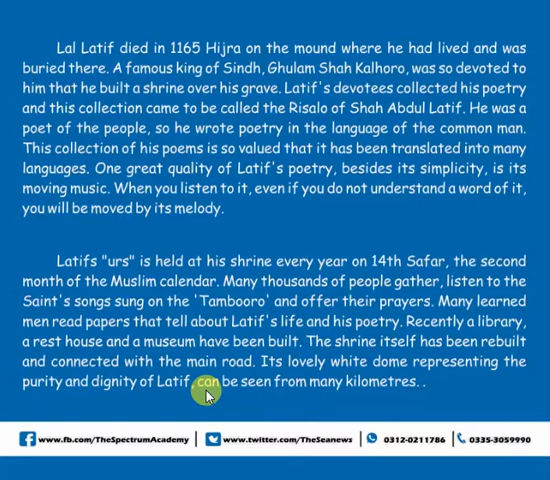 Lal Latif died in 1165 Hijra on the mound where he had lived and was
buried there. A famous king of Sindh, Ghulam Shah Kalhoro, was so devoted to
him that he built a shrine over his grave. Latif's devotees collected his poetry
and this collection came to be called the Risalo of Shah Abdul Latif. He was a
poet of the people, so he wrote poetry in the language of the common man.
This collection of his poems is so valued that it has been translated into many
languages. One great quality of Latif's poetry, besides its simplicity, is its
moving music. When you listen to it, even if you do not understand a word of it,
you will be moved by its melody.
Latifs "urs" is held at his shrine every year on 14th Safar, the second
month of the Muslim calendar. Many thousands of people gather, listen to the
Saint's songs sung on the 'Tambooro' and offer their prayers. Many learned
men read papers that tell about Latif's life and his poetry. Recently a library,
a rest house and a museum have been built. The shrine itself has been rebuilt
and connected with the main road. Its lovely white dome representing the
purity and dignity of Latif, can be seen from many kilometres. .
www.fb.com/TheSpectrumAcademy | www.twitter.com/TheSeanews | 0312-0211786 | 0335-3059990